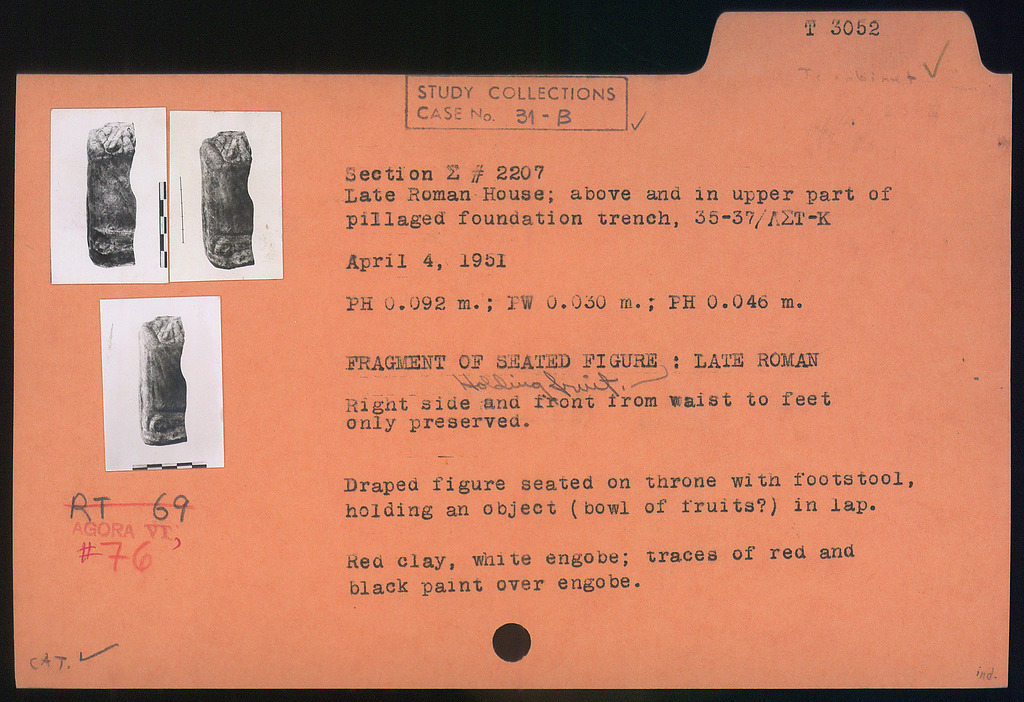 T 3052
STUDY COLLECTIONS
CASE No. 31 - B
Section Σ # 2207
Late Roman House; above and in upper part of
pillaged foundation trench, 35-37/ΛΣΤ-Κ
April 4, 1951
PH 0.092 m.; PW 0.030 m.; PH 0.046 m.
FRAGMENT OF SEATED FIGURE : LATE ROMAN
Holding fruit.
Right side and front from waist to feet
only preserved.
Draped figure seated on throne with footstool,
holding an object (bowl of fruits?) in lap.
Red clay, white engobe; traces of red and
black paint over engobe.
RT 69
AGORA VI,
#76
CAT. ✓
ind.